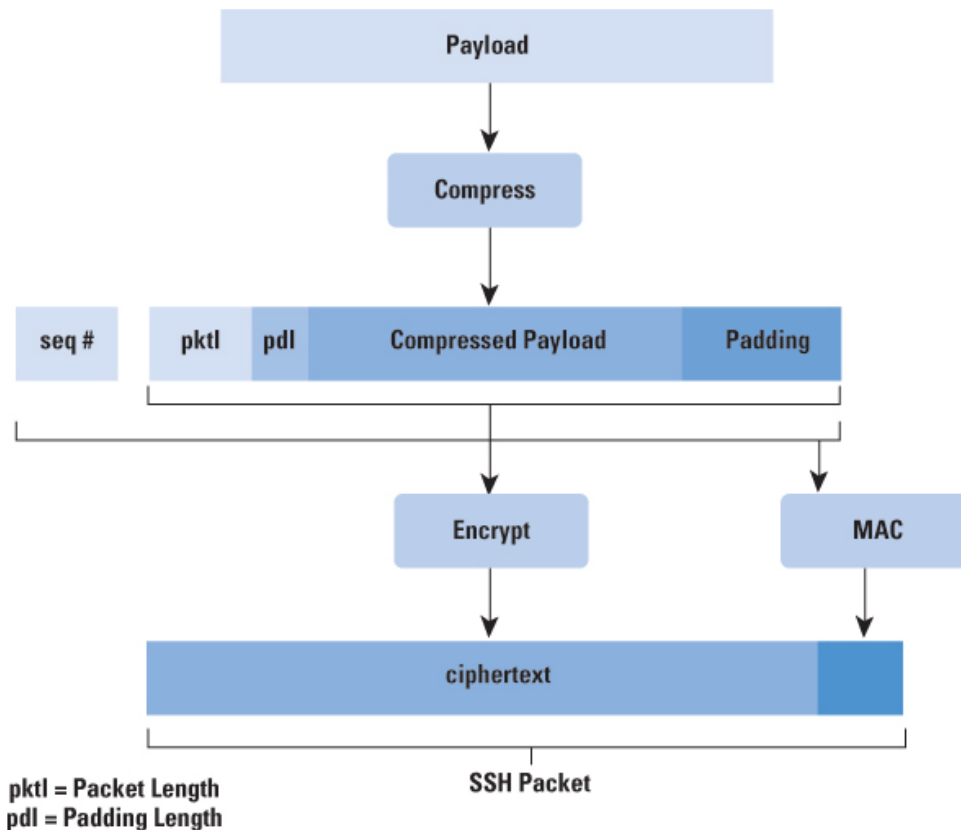 Payload
Compress
seq # pktl pdl Compressed Payload Padding
Encrypt MAC
ciphertext
SSH Packet
pktl = Packet Length
pdl = Padding Length